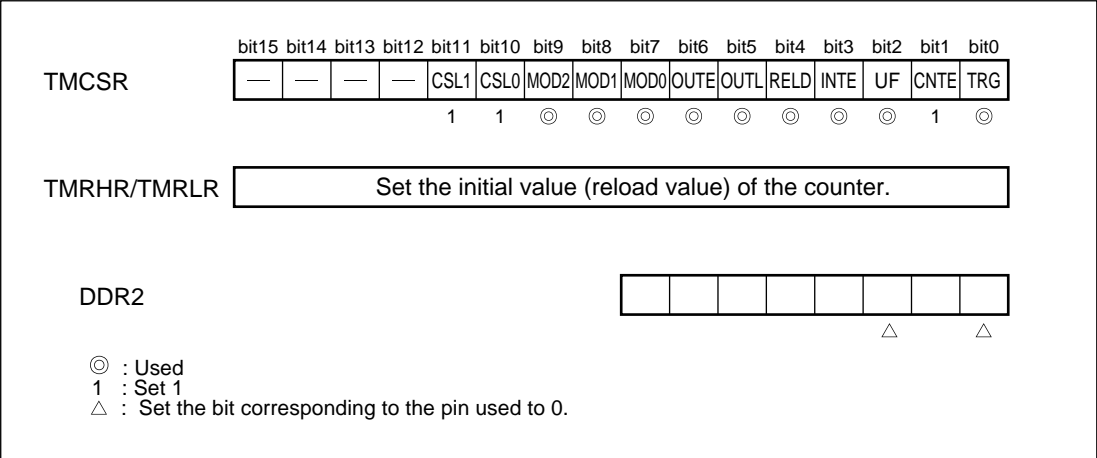 bit15 bit14 bit13 bit12 bit11 bit10 bit9 bit8 bit7 bit6 bit5 bit4 bit3 bit2 bit1 bit0
TMCSR — — — — CSL1 CSL0 MOD2 MOD1 MOD0 OUTE OUTL RELD INTE UF CNTE TRG
1 1 ◎ ◎ ◎ ◎ ◎ ◎ ◎ ◎ 1 ◎
TMRHR/TMRLR Set the initial value (reload value) of the counter.
DDR2
△ △
◎ : Used
1 : Set 1
△ : Set the bit corresponding to the pin used to 0.